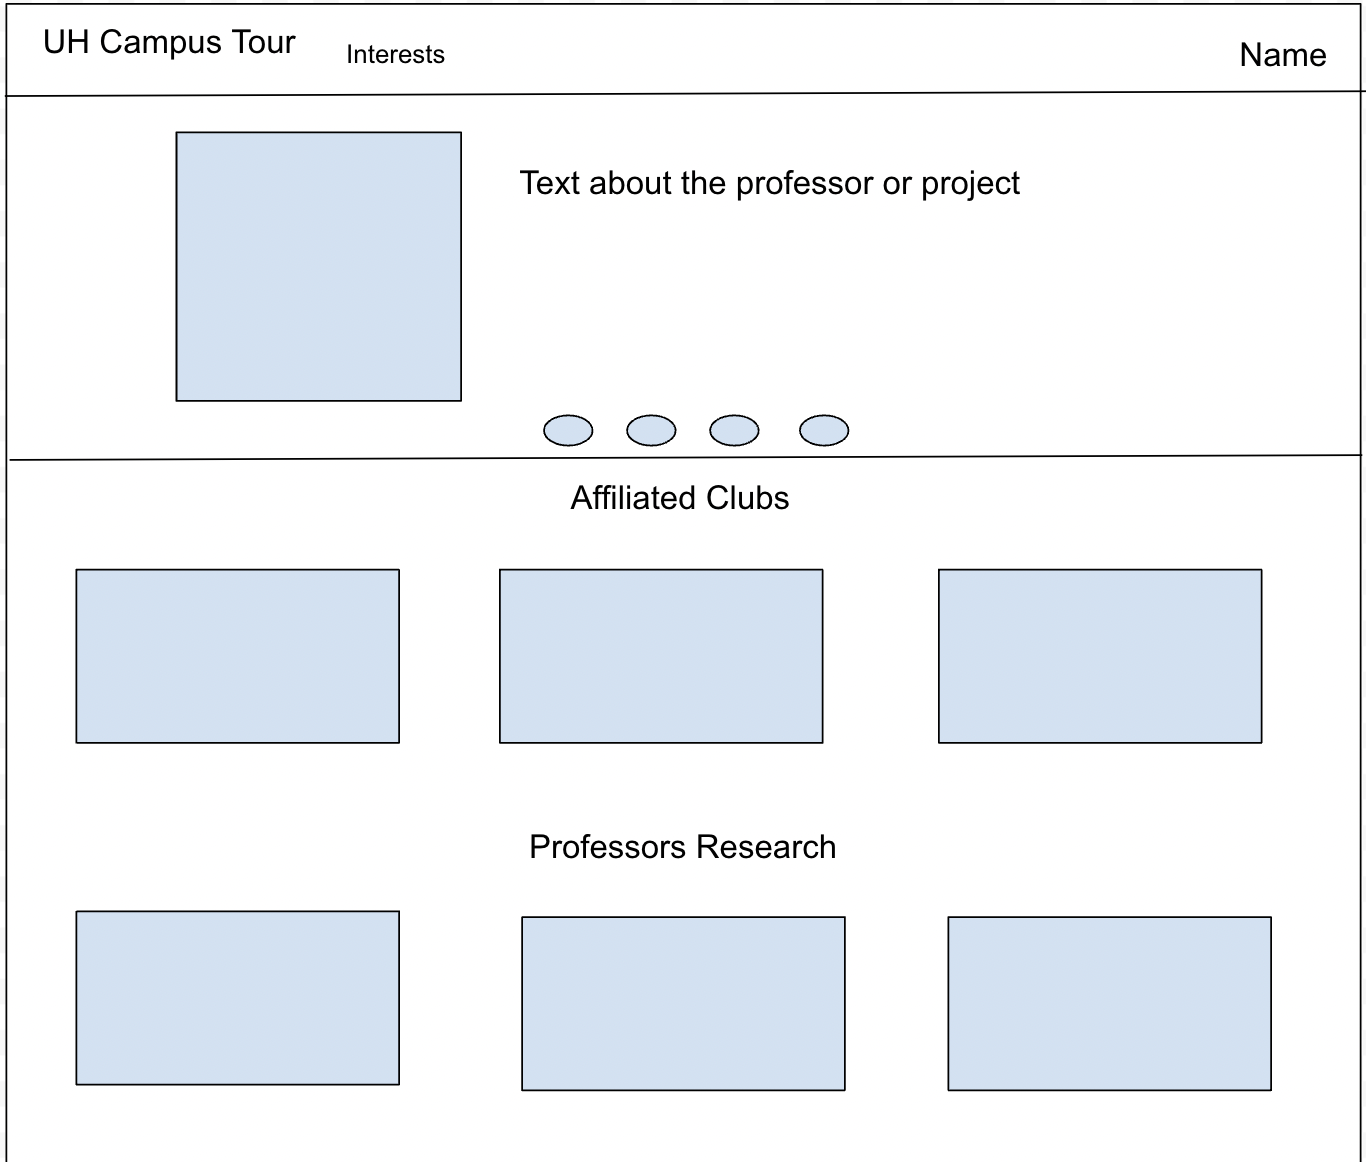 UH Campus Tour
Interests
Name
Text about the professor or project
Affiliated Clubs
Professors Research